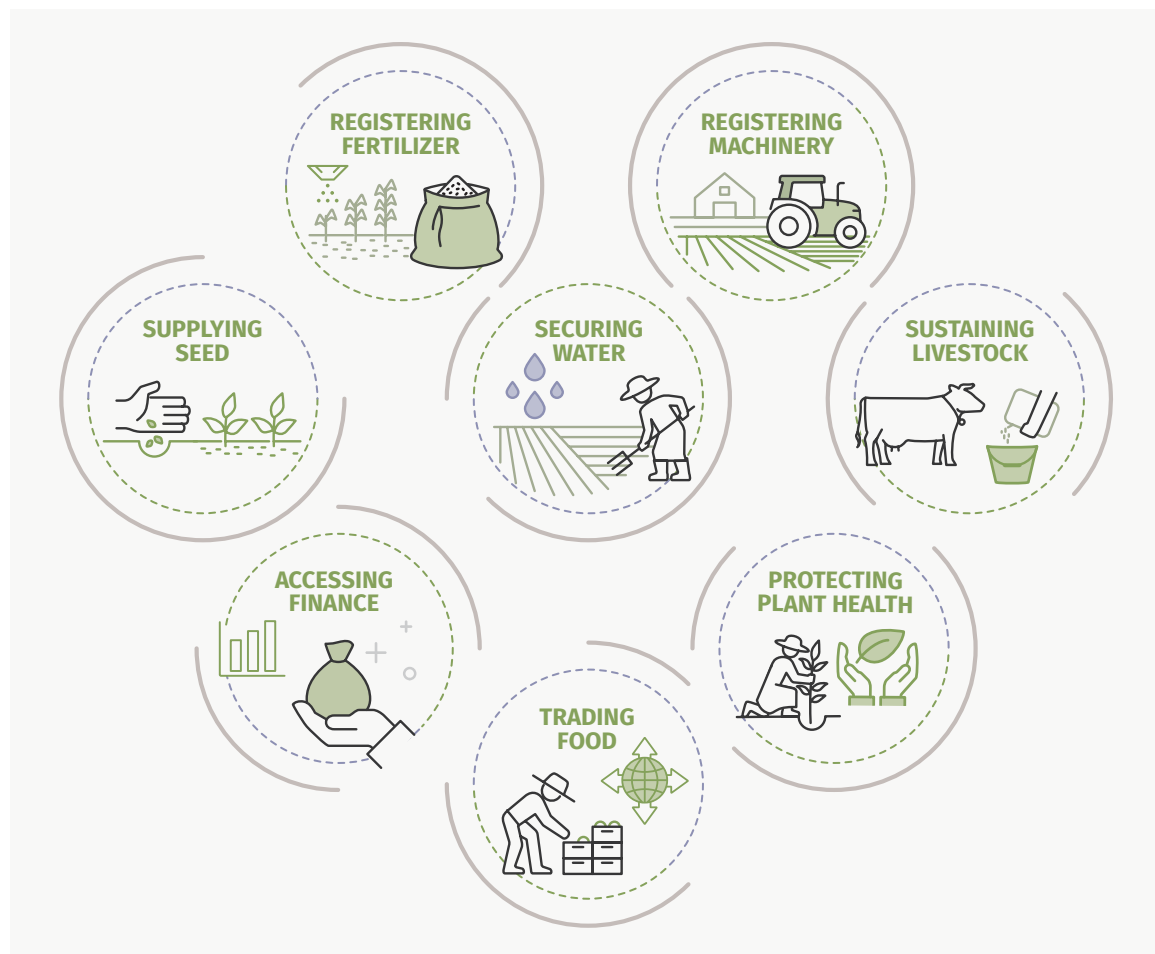 REGISTERING
FERTILIZER
REGISTERING
MACHINERY
SUPPLYING
SEED
SECURING
WATER
SUSTAINING
LIVESTOCK
ACCESSING
FINANCE
PROTECTING
PLANT HEALTH
TRADING
FOOD